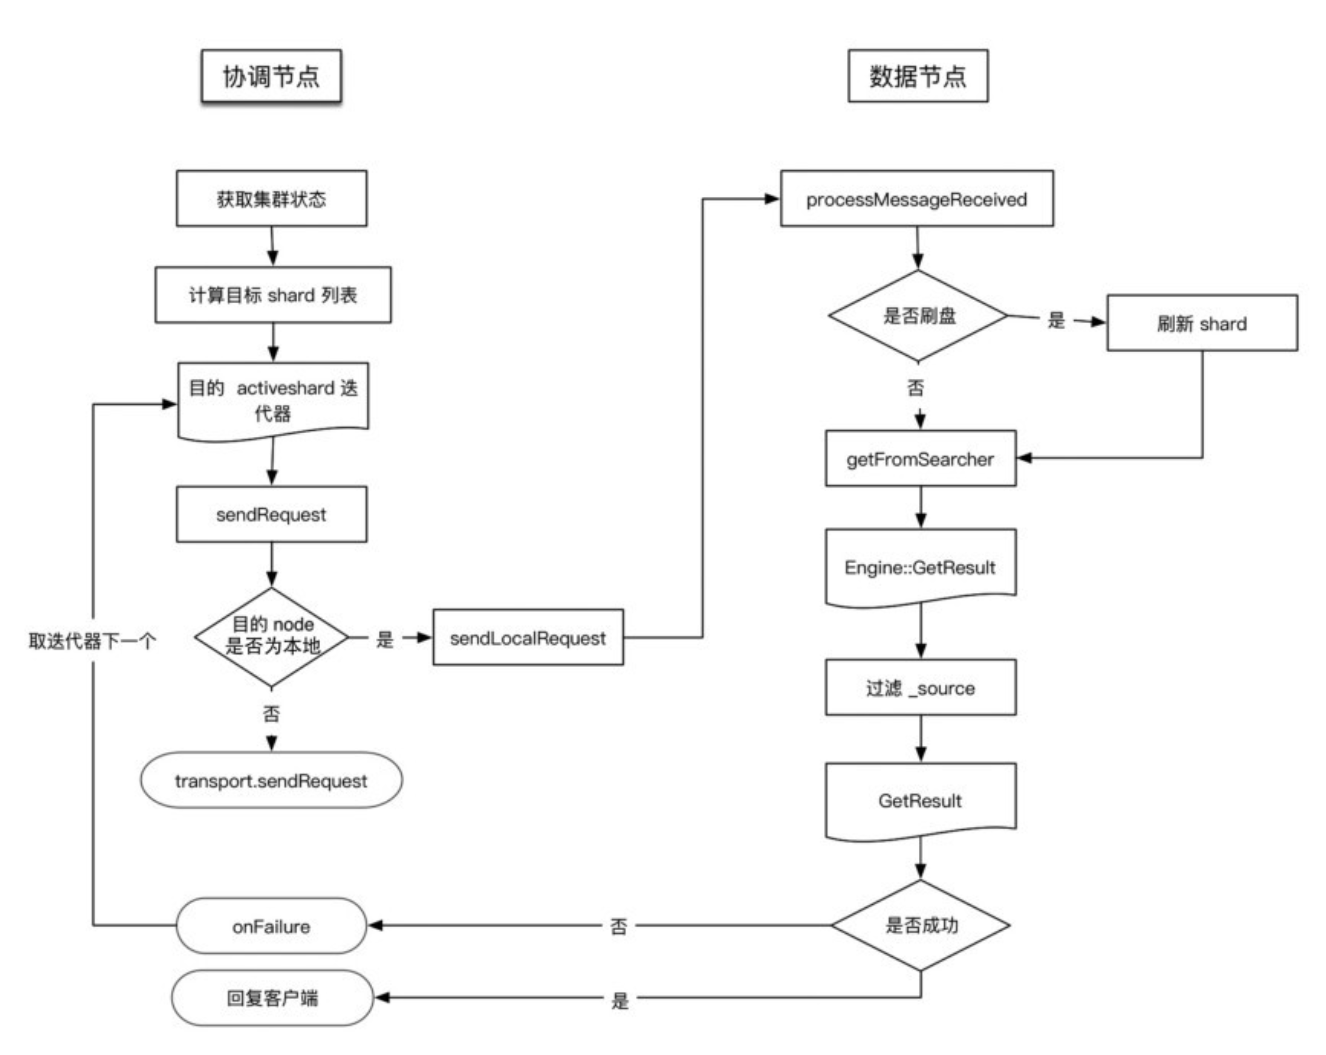 协调节点
获取集群状态
计算目标 shard 列表
目的 activeshard 迭
代器
sendRequest
目的 node
是否为本地
是
否
sendLocalRequest
transport.sendRequest
取迭代器下一个
onFailure
回复客户端
数据节点
processMessageReceived
是否刷盘
是
刷新 shard
否
getFromSearcher
Engine::GetResult
过滤 _source
GetResult
是否成功
否
是